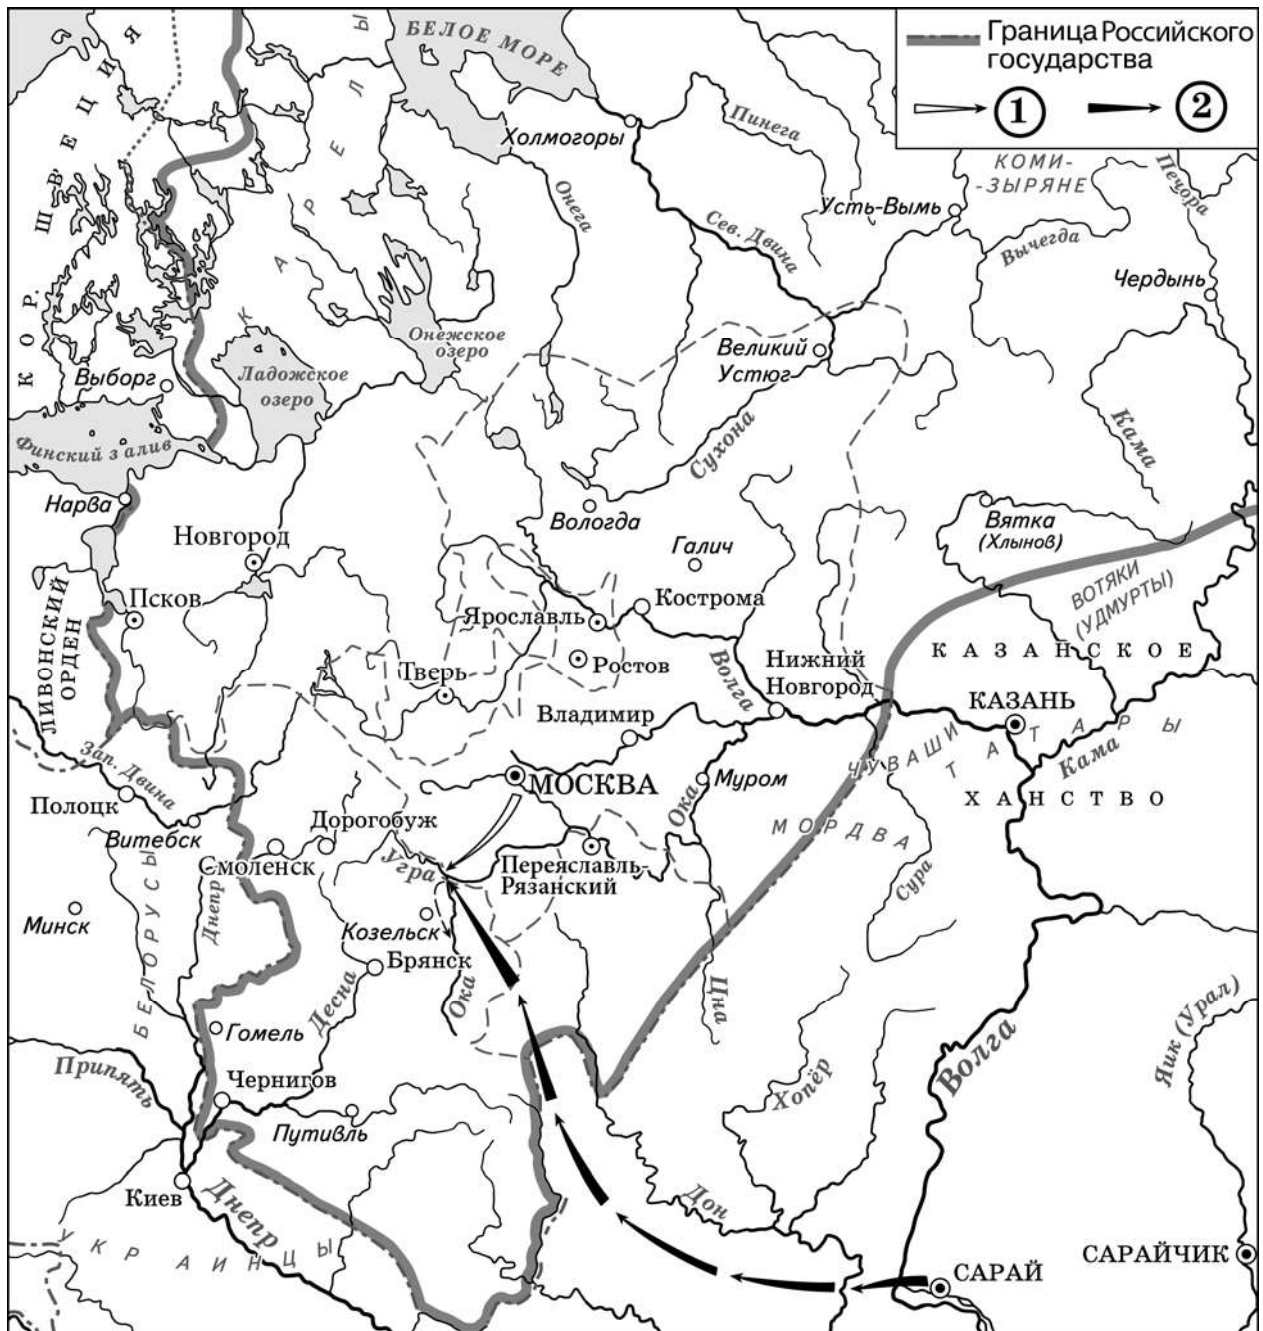 Граница Российского
государства
1
2
БЕЛОЕ МОРЕ
КОР. ШВЕЦИЯ
КАРЕЛЫ
Холмогоры
Пинега
КОМИ-
-ЗЫРЯНЕ
Печора
Онега
Усть-Вымь
Сев. Двина
Вычегда
Чердынь
Онежское
озеро
Ладожское
озеро
Выборг
Великий
Устюг
Финский залив
Сухона
Кама
Нарва
Вологда
Вятка
(Хлынов)
Новгород
Галич
ВОТЯКИ
(УДМУРТЫ)
ЛИВОНСКИЙ
ОРДЕН
Псков
Ярославль
Кострома
КАЗАНСКОЕ
Ростов
Тверь
Волга
Нижний
Новгород
КАЗАНЬ
Владимир
ТАТАРЫ
ЧУВАШИ
Кама
Зап. Двина
МОСКВА
Муром
ХАНСТВО
Полоцк
Витебск
Дорогобуж
Ока
МОРДВА
Смоленск
Угра
Переяславль-
Рязанский
Сура
БЕЛОРУСЫ
Днепр
Минск
Козельск
Брянск
Ока
Цна
Десна
Гомель
Волга
Яик (Урал)
Припять
Чернигов
Хопёр
Путивль
Киев
Днепр
Дон
УКРАИНЦЫ
САРАЙ
САРАЙЧИК